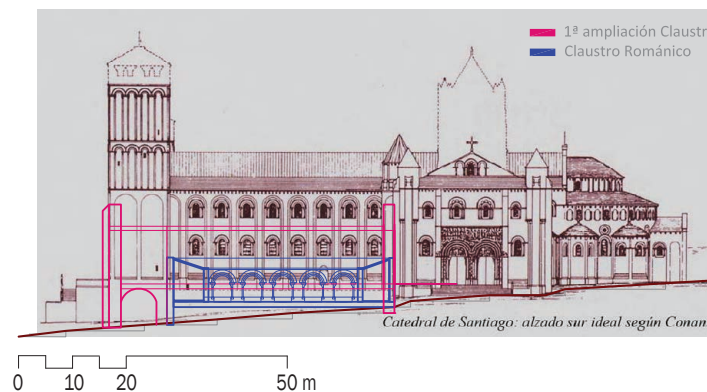 1ª ampliación Claustr
Claustro Románico
Catedral de Santiago: alzado sur ideal según Conan
0 10 20 50 m